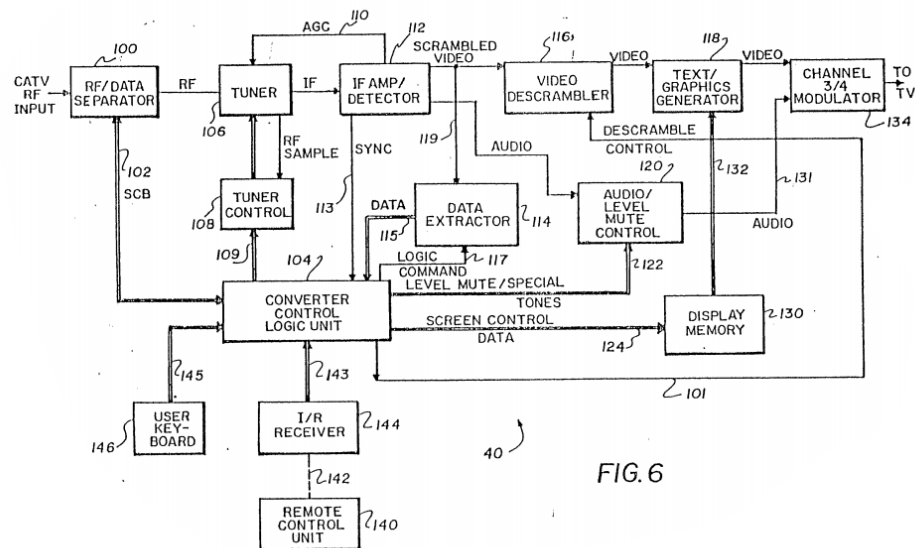 110
AGC
112
100
116
118
SCRAMBLED
VIDEO
VIDEO
VIDEO
CATV
RF
INPUT
RF/DATA
SEPARATOR
RF
TUNER
IF
IF AMP/
DETECTOR
VIDEO
DESCRAMBLER
TEXT/
GRAPHICS
GENERATOR
CHANNEL
3/4
MODULATOR
TO
TV
134
106
RF
SAMPLE
119
DESCRAMBLE
CONTROL
102
SCB
SYNC
AUDIO
120
132
131
108
TUNER
CONTROL
113
DATA
115
DATA
EXTRACTOR
114
AUDIO/
LEVEL
MUTE
CONTROL
AUDIO
109
104
LOGIC
COMMAND
117
122
LEVEL MUTE/SPECIAL
TONES
CONVERTER
CONTROL
LOGIC UNIT
SCREEN CONTROL
DATA
124
DISPLAY
MEMORY
130
145
143
101
146
USER
KEY-
BOARD
I/R
RECEIVER
144
40
142
FIG. 6
REMOTE
CONTROL
UNIT
140